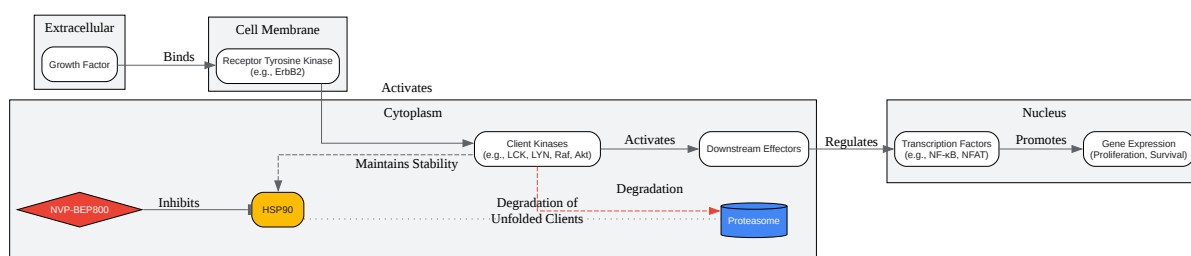 Extracellular
Growth Factor
Binds
Cell Membrane
Receptor Tyrosine Kinase
(e.g., ErbB2)
Activates
Cytoplasm
Client Kinases
(e.g., LCK, LYN, Raf, Akt)
Activates
Downstream Effectors
Regulates
Nucleus
Transcription Factors
(e.g., NF-κB, NFAT)
Promotes
Gene Expression
(Proliferation, Survival)
Maintains Stability
NVP-BEP800
Inhibits
HSP90
Degradation of
Unfolded Clients
Degradation
Proteasome